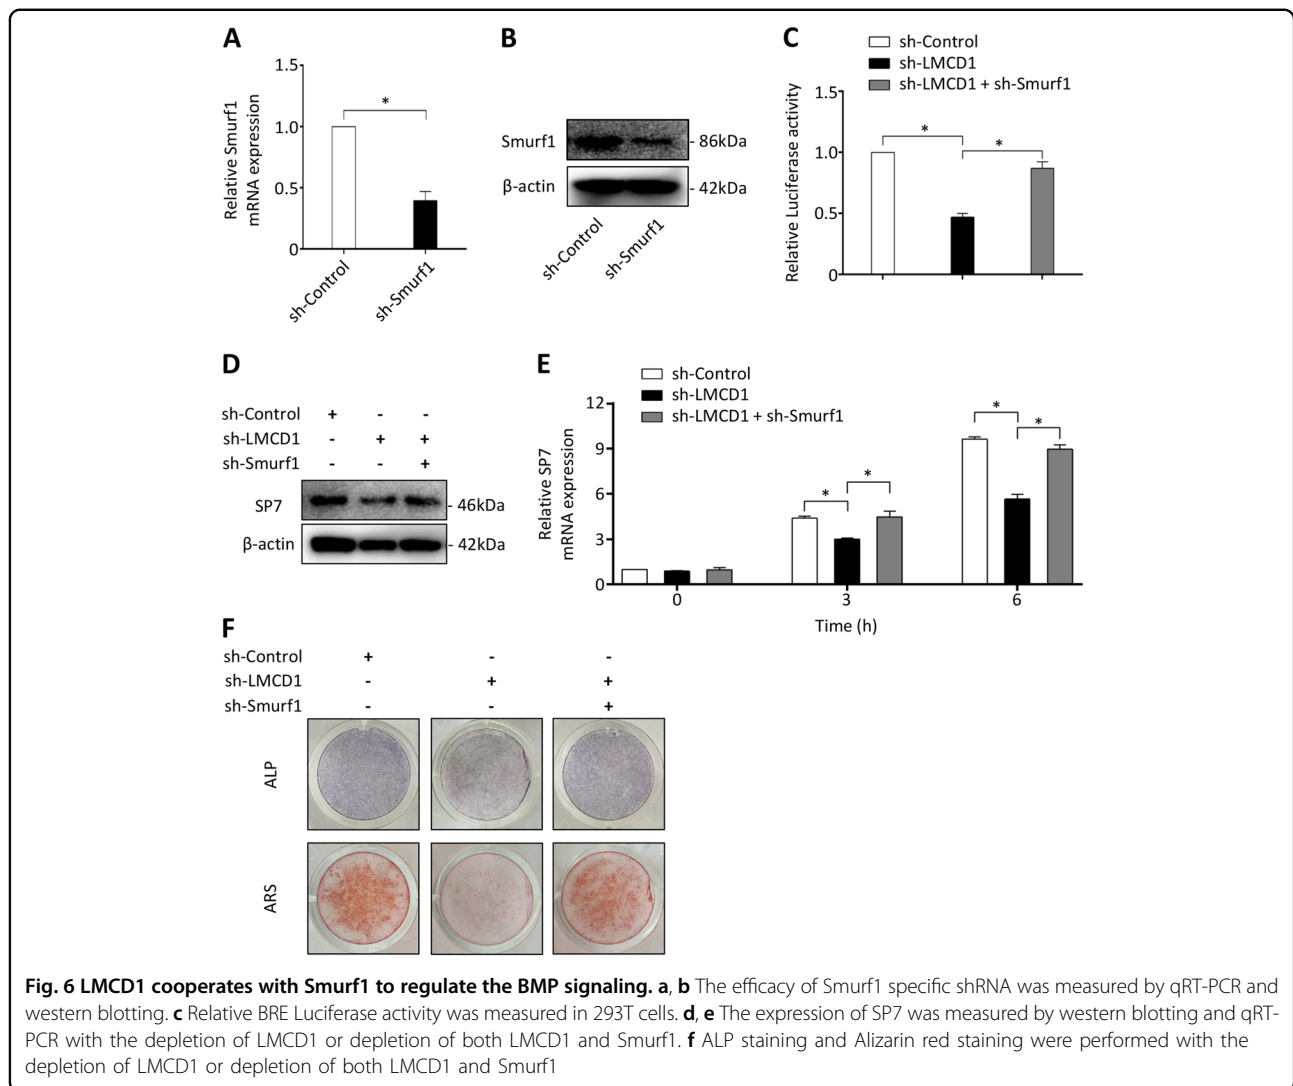 A
Relative Smurf1
mRNA expression
1.5
1.0
0.5
0
*
sh-Control
sh-Smurf1
B
Smurf1
- 86kDa
β-actin
- 42kDa
sh-Control
sh-Smurf1
C
sh-Control
sh-LMCD1
sh-LMCD1 + sh-Smurf1
Relative Luciferase activity
1.5
1.0
0.5
0
*
*
D
sh-Control + - -
sh-LMCD1 - + +
sh-Smurf1 - - +
SP7
- 46kDa
β-actin
- 42kDa
E
sh-Control
sh-LMCD1
sh-LMCD1 + sh-Smurf1
Relative SP7
mRNA expression
12
9
6
3
0
*
*
*
*
0 3 6
Time (h)
F
sh-Control + - -
sh-LMCD1 - + +
sh-Smurf1 - - +
ALP
ARS
Fig. 6 LMCD1 cooperates with Smurf1 to regulate the BMP signaling. a, b The efficacy of Smurf1 specific shRNA was measured by qRT-PCR and
western blotting. c Relative BRE Luciferase activity was measured in 293T cells. d, e The expression of SP7 was measured by western blotting and qRT-
PCR with the depletion of LMCD1 or depletion of both LMCD1 and Smurf1. f ALP staining and Alizarin red staining were performed with the
depletion of LMCD1 or depletion of both LMCD1 and Smurf1